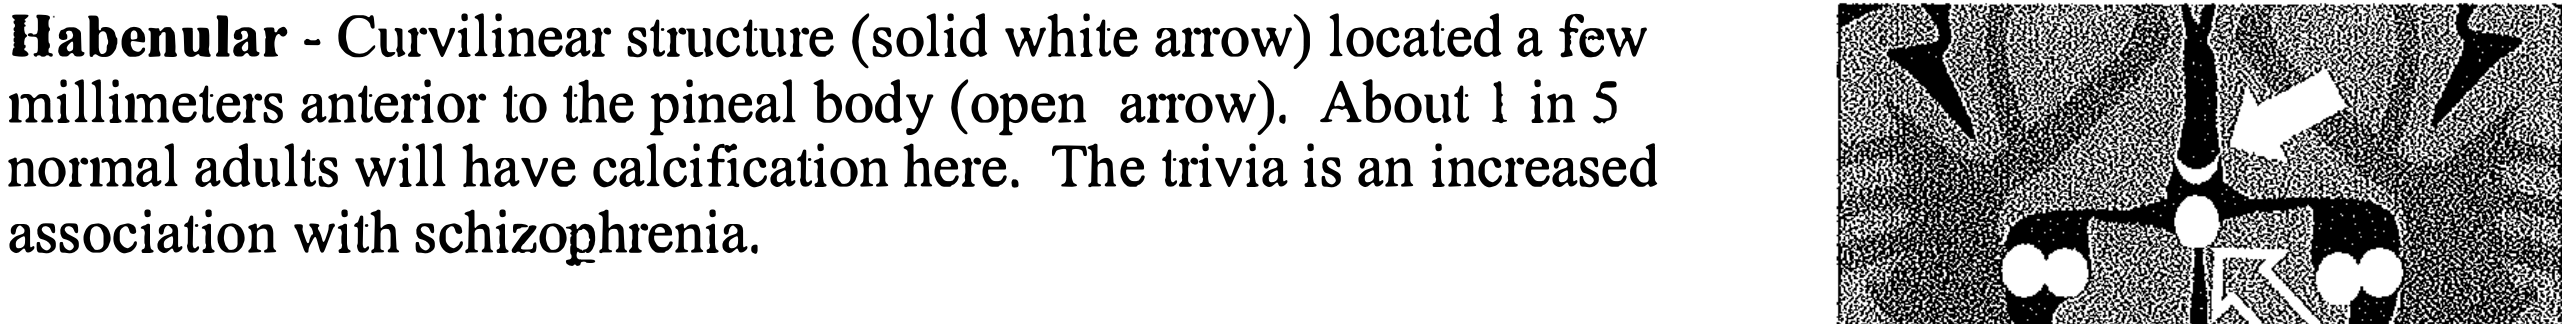 Habenular - Curvilinear structure (solid white arrow) located a few
millimeters anterior to the pineal body (open arrow). About 1 in 5
normal adults will have calcification here. The trivia is an increased
association with schizophrenia.